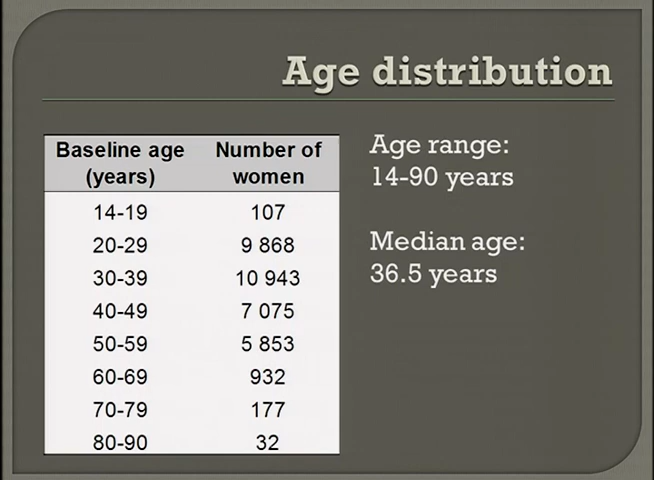 Age distribution
Baseline age Number of
(years) women
14-19 107
20-29 9 868
30-39 10 943
40-49 7 075
50-59 5 853
60-69 932
70-79 177
80-90 32
Age range:
14-90 years
Median age:
36.5 years